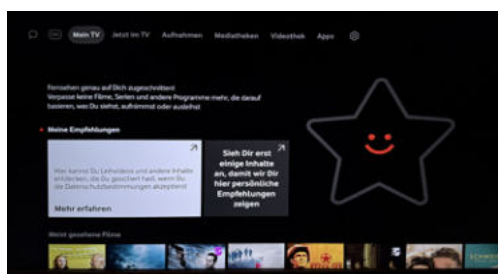 Mein TV Jetzt im TV Aufnahmen Mediatheken Videothek Apps
Fernsehen genau auf Dich zugeschnitten!
Verpasse keine Filme, Serien und andere Programme mehr, die darauf
basieren, was Du siehst, aufnimmst oder ausleihst
Meine Empfehlungen
Hier kannst Du Leihvideos und andere Inhalte
entdecken, die Du gesichert hast, wenn Du
die Datenschutzbestimmungen akzeptierst
Mehr erfahren
Sieh Dir erst
einige Inhalte
an, damit wir Dir
hier persönliche
Empfehlungen
zeigen
Meist gesehene Filme